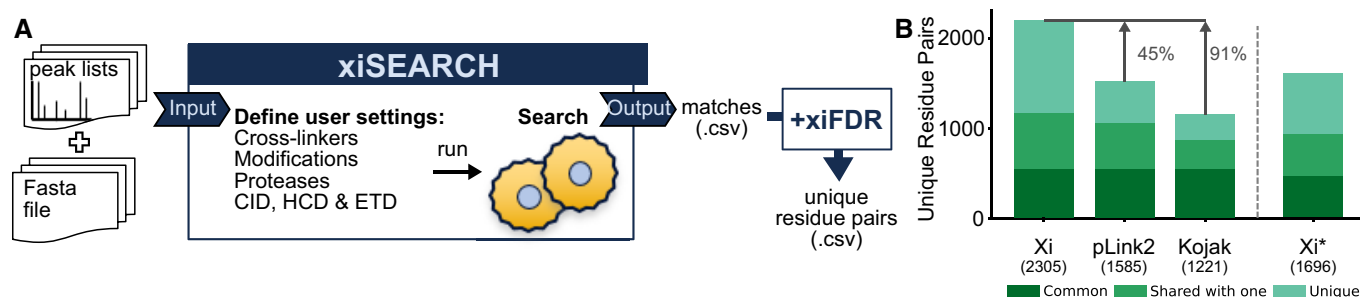 A
peak lists
Fasta
file
xiSEARCH
Input
Define user settings:
Cross-linkers
Modifications
Proteases
CID, HCD & ETD
run
Search
Output
matches
(.csv)
+xiFDR
unique
residue pairs
(.csv)
B
Unique Residue Pairs
2000
1000
0
45%
91%
Xi
(2305)
pLink2
(1585)
Kojak
(1221)
Xi*
(1696)
Common
Shared with one
Unique